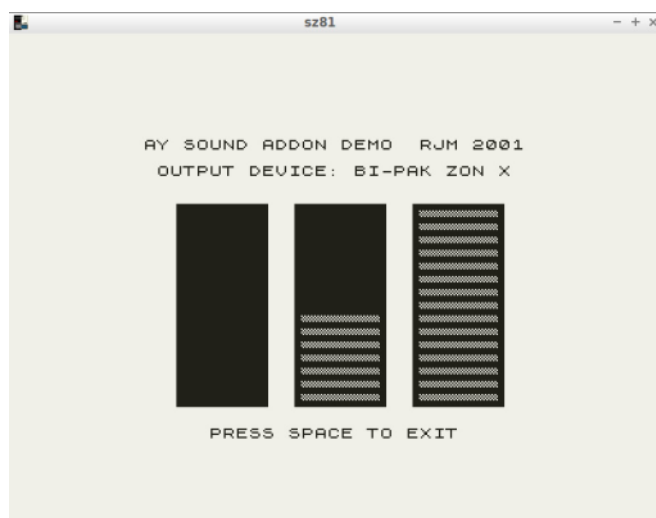 sz81
AY SOUND ADDON DEMO  RJM 2001
OUTPUT DEVICE: BI-PAK ZON X
PRESS SPACE TO EXIT